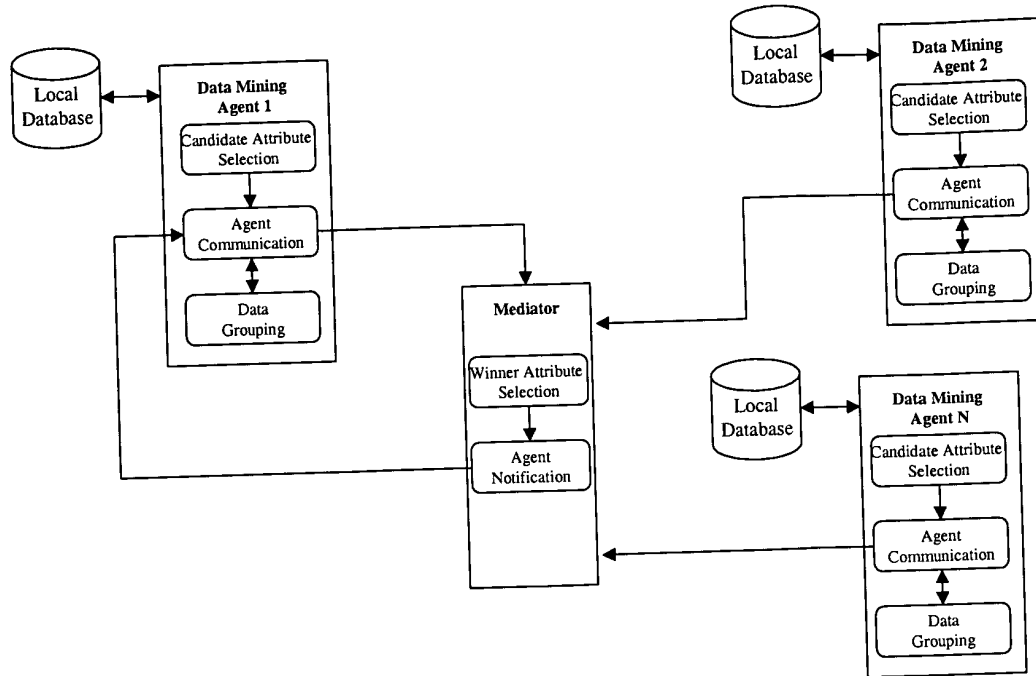 Local
Database
Data Mining
Agent 1
Candidate Attribute
Selection
Agent
Communication
Data
Grouping
Local
Database
Data Mining
Agent 2
Candidate Attribute
Selection
Agent
Communication
Data
Grouping
Mediator
Winner Attribute
Selection
Agent
Notification
Local
Database
Data Mining
Agent N
Candidate Attribute
Selection
Agent
Communication
Data
Grouping